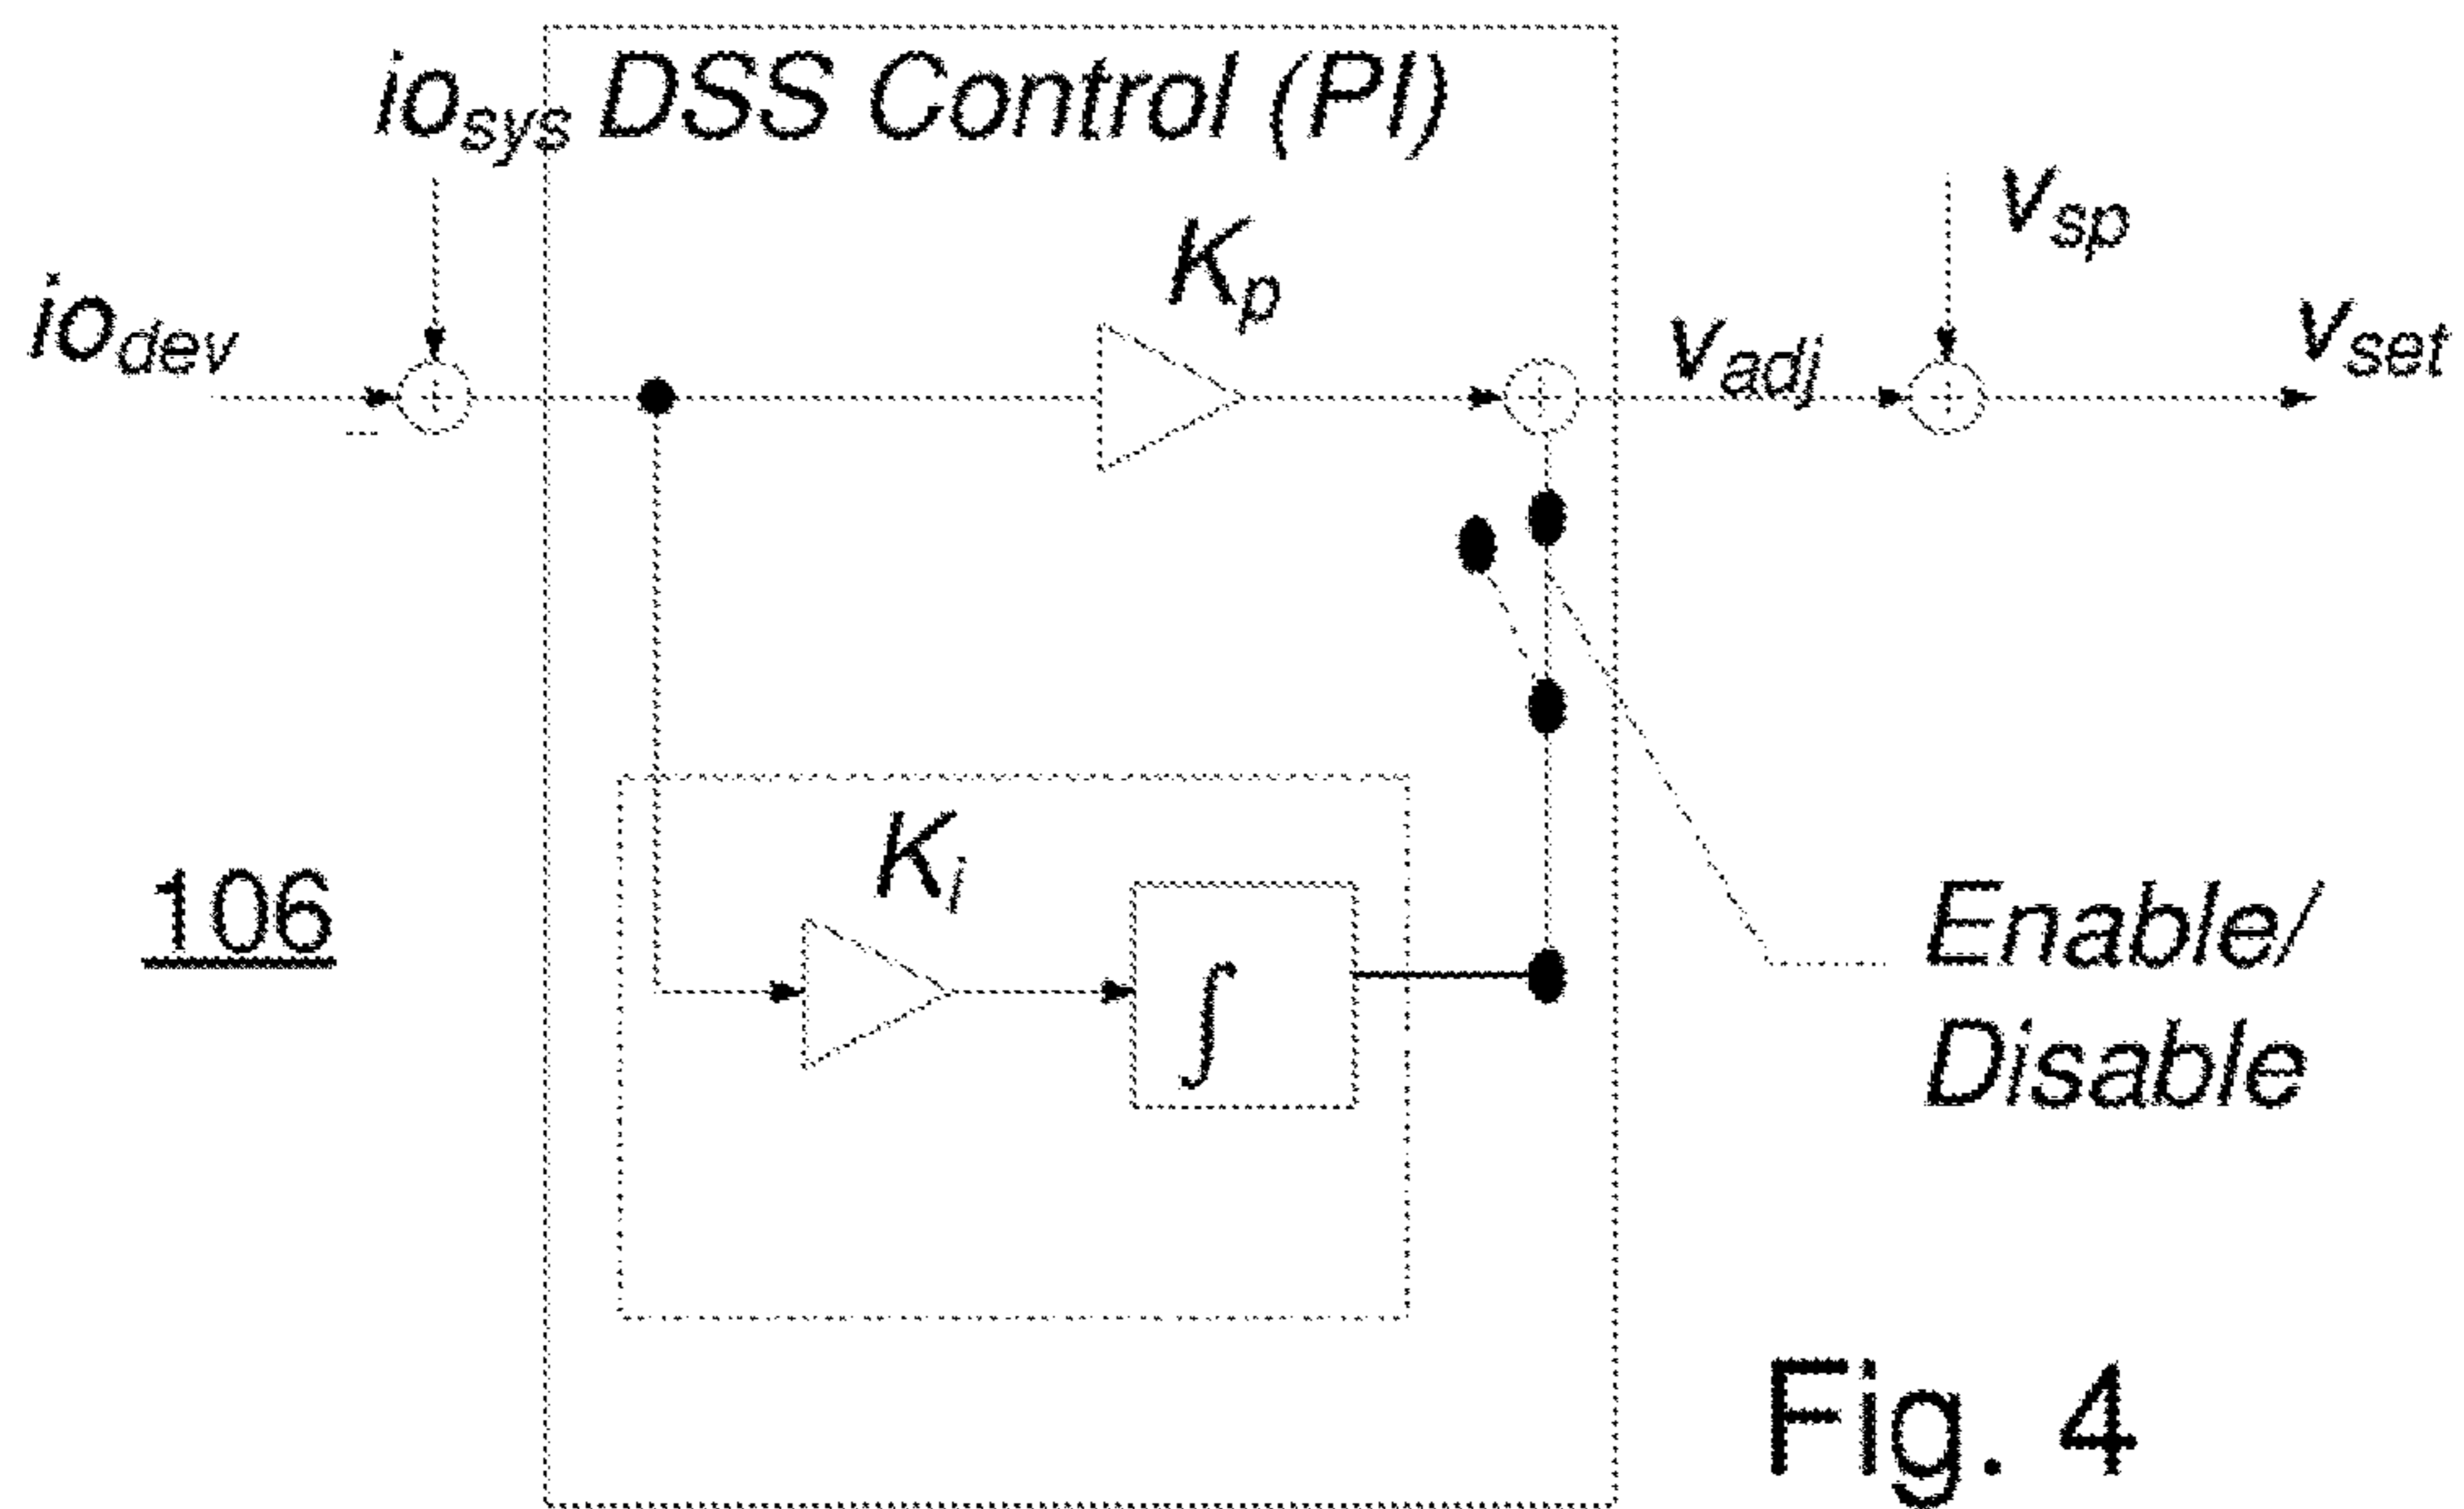 io_sys DSS Control (PI)
v_sp
K_p
io_dev
v_adj
v_set
–
K_i
∫
106
Enable/
Disable
Fig. 4